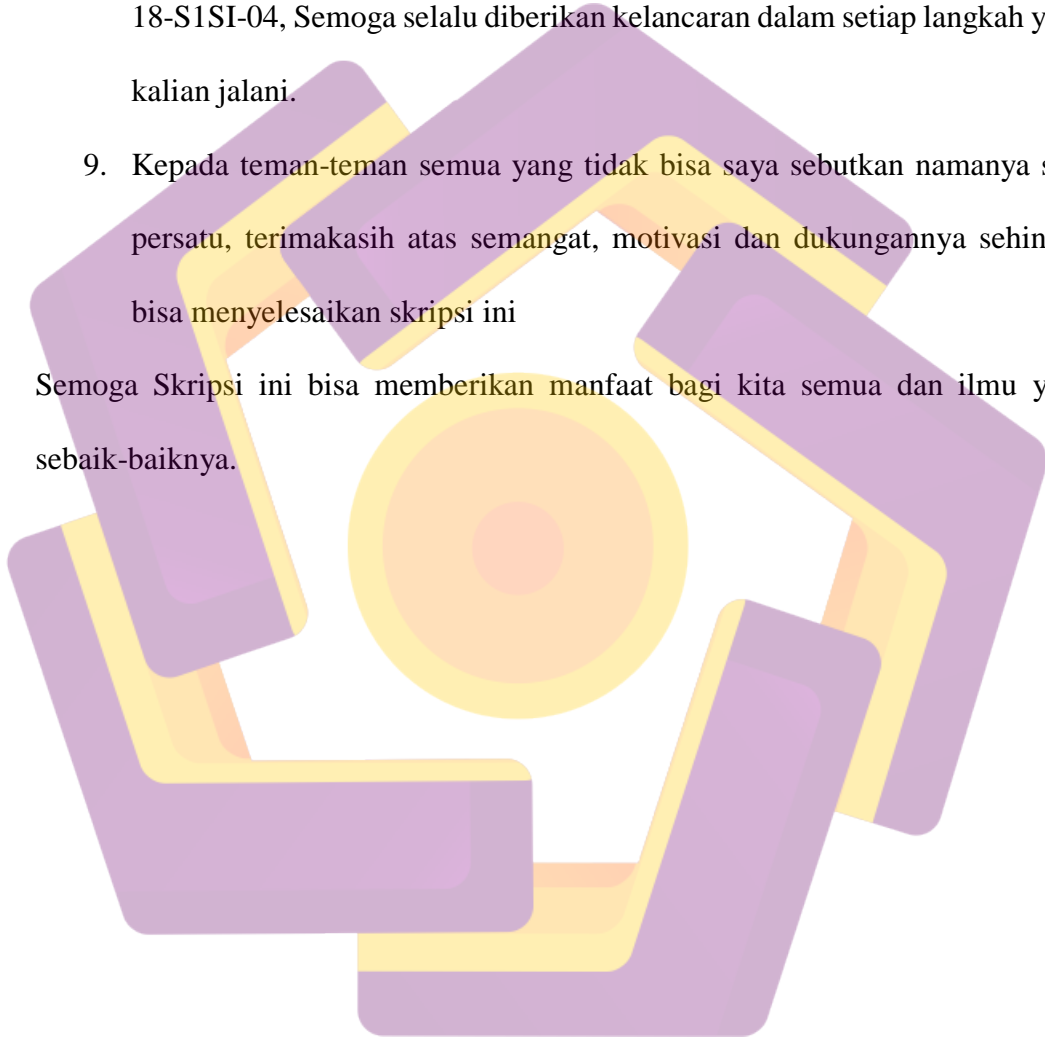 18-S1SI-04, Semoga selalu diberikan kelancaran dalam setiap langkah y
kalian jalani.
9. Kepada teman-teman semua yang tidak bisa saya sebutkan namanya s
persatu, terimakasih atas semangat, motivasi dan dukungannya sehin
bisa menyelesaikan skripsi ini
Semoga Skripsi ini bisa memberikan manfaat bagi kita semua dan ilmu y
sebaik-baiknya.